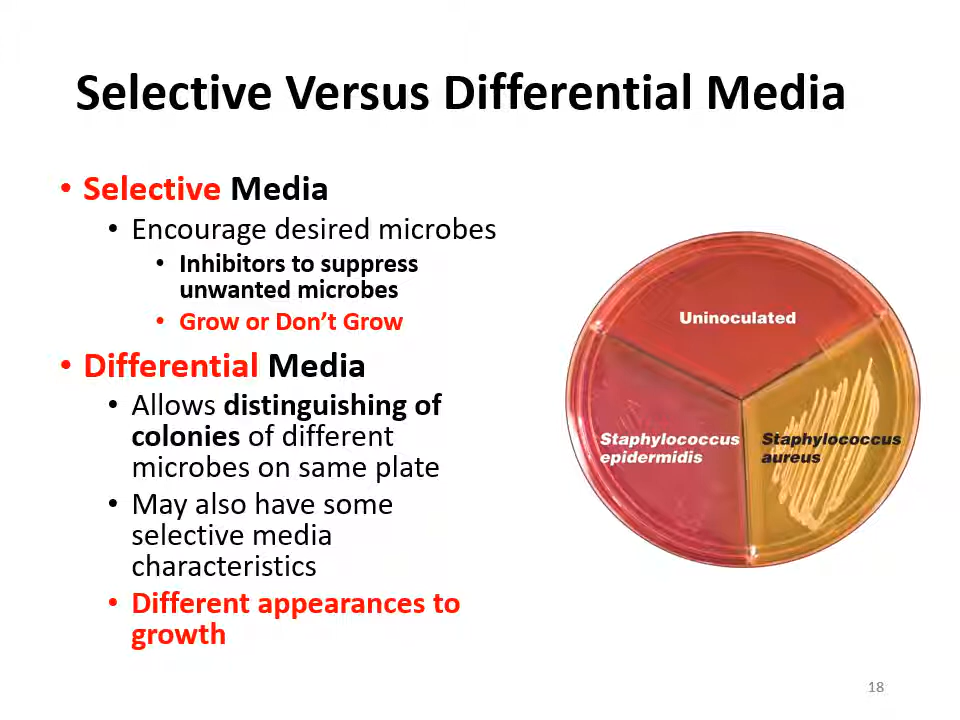 Selective Versus Differential Media
• Selective Media
• Encourage desired microbes
• Inhibitors to suppress
unwanted microbes
• Grow or Don’t Grow
• Differential Media
• Allows distinguishing of
colonies of different
microbes on same plate
• May also have some
selective media
characteristics
• Different appearances to
growth
Uninoculated
Staphylococcus
epidermidis
Staphylococcus
aureus
18